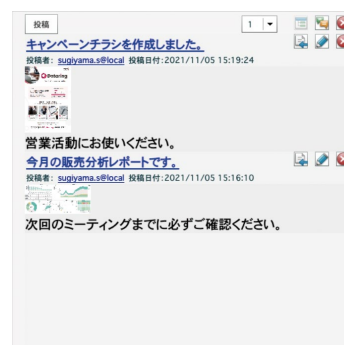 投稿
1
キャンペーンチラシを作成しました。
投稿者: sugiyama.s@local 投稿日付:2021/11/05 15:19:24
営業活動にお使いください。
今月の販売分析レポートです。
投稿者: sugiyama.s@local 投稿日付:2021/11/05 15:16:10
次回のミーティングまでに必ずご確認ください。